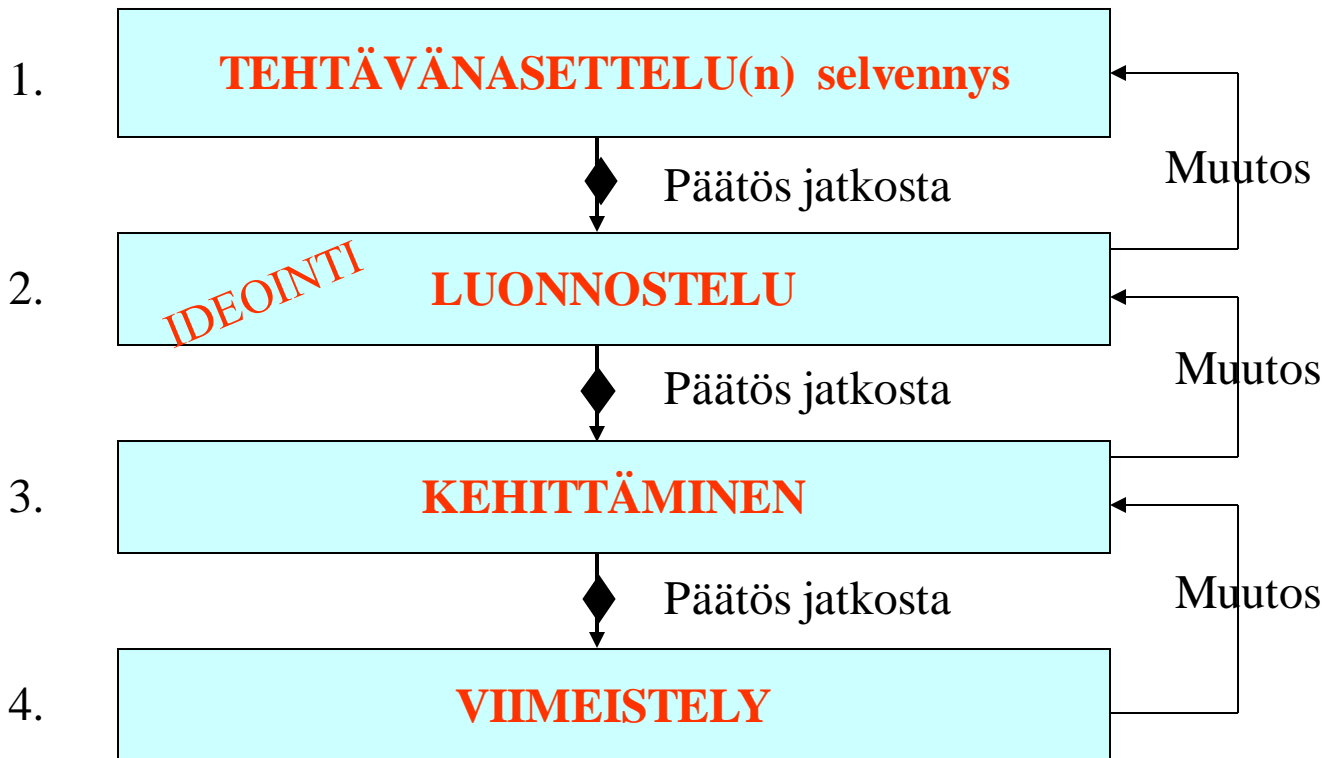 1. TEHTÄVÄNASETTELU(n) selvennys
Päätös jatkosta
Muutos
2. IDEOINTI LUONNOSTELU
Päätös jatkosta
Muutos
3. KEHITTÄMINEN
Päätös jatkosta
Muutos
4. VIIMEISTELY